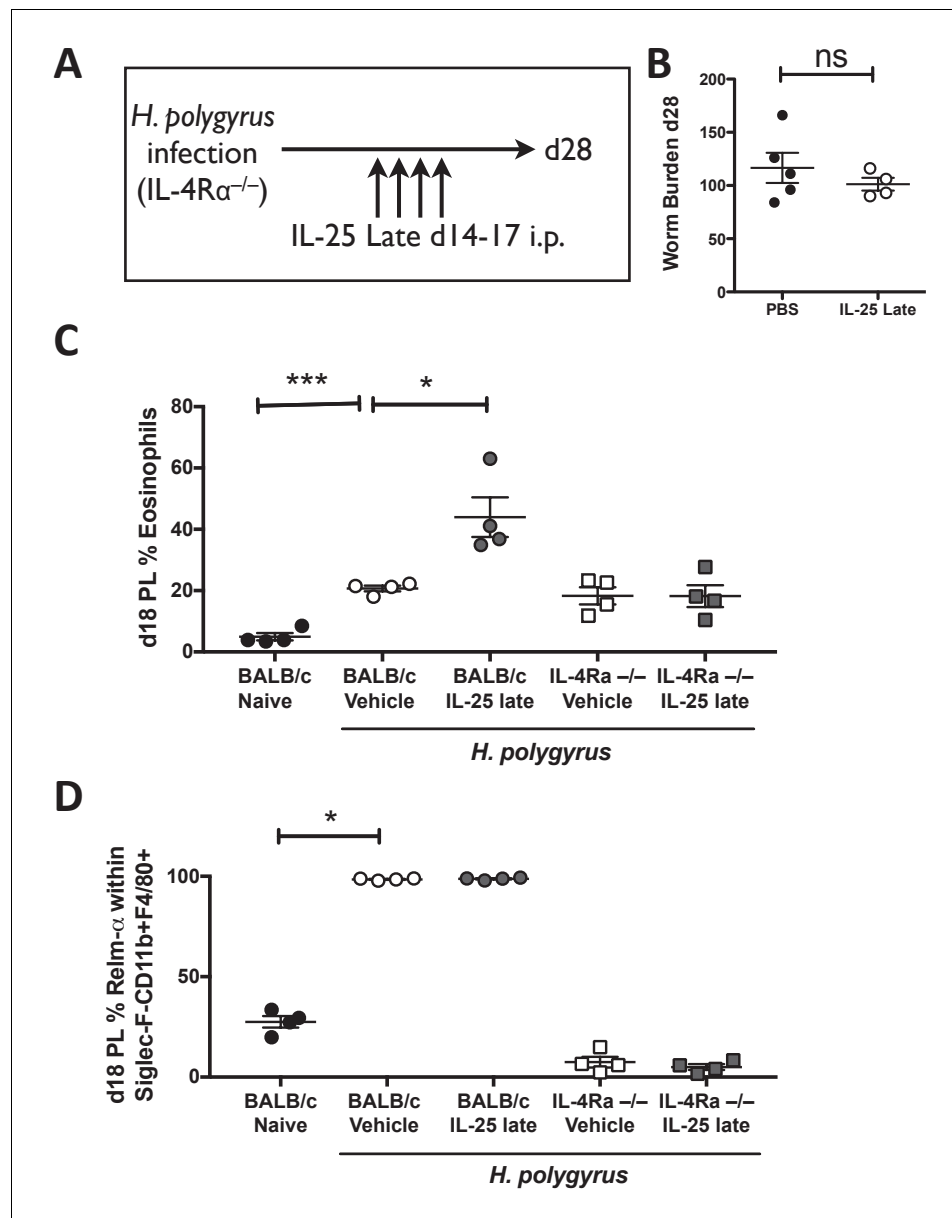 A
H. polygyrus
infection
(IL-4Rα–/–)
d28
IL-25 Late d14-17 i.p.
B
ns
Worm Burden d28
200
150
100
50
0
PBS
IL-25 Late
C
***
*
d18 PL % Eosinophils
80
60
40
20
0
BALB/c
Naive
BALB/c
Vehicle
BALB/c
IL-25 late
IL-4Ra –/–
Vehicle
IL-4Ra –/–
IL-25 late
H. polygyrus
D
*
d18 PL % Relm-α within
Siglec-F-CD11b+F4/80+
100
50
0
BALB/c
Naive
BALB/c
Vehicle
BALB/c
IL-25 late
IL-4Ra –/–
Vehicle
IL-4Ra –/–
IL-25 late
H. polygyrus